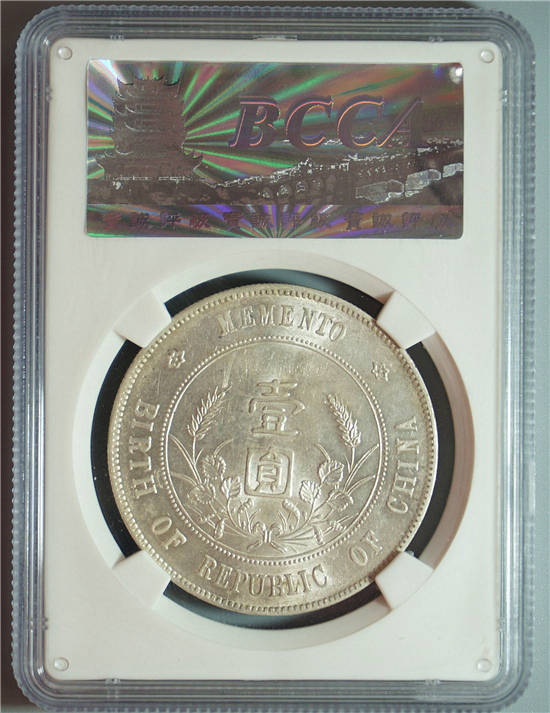 BCCA
MEMENTO
壹
圓
BIRTH OF REPUBLIC OF CHINA